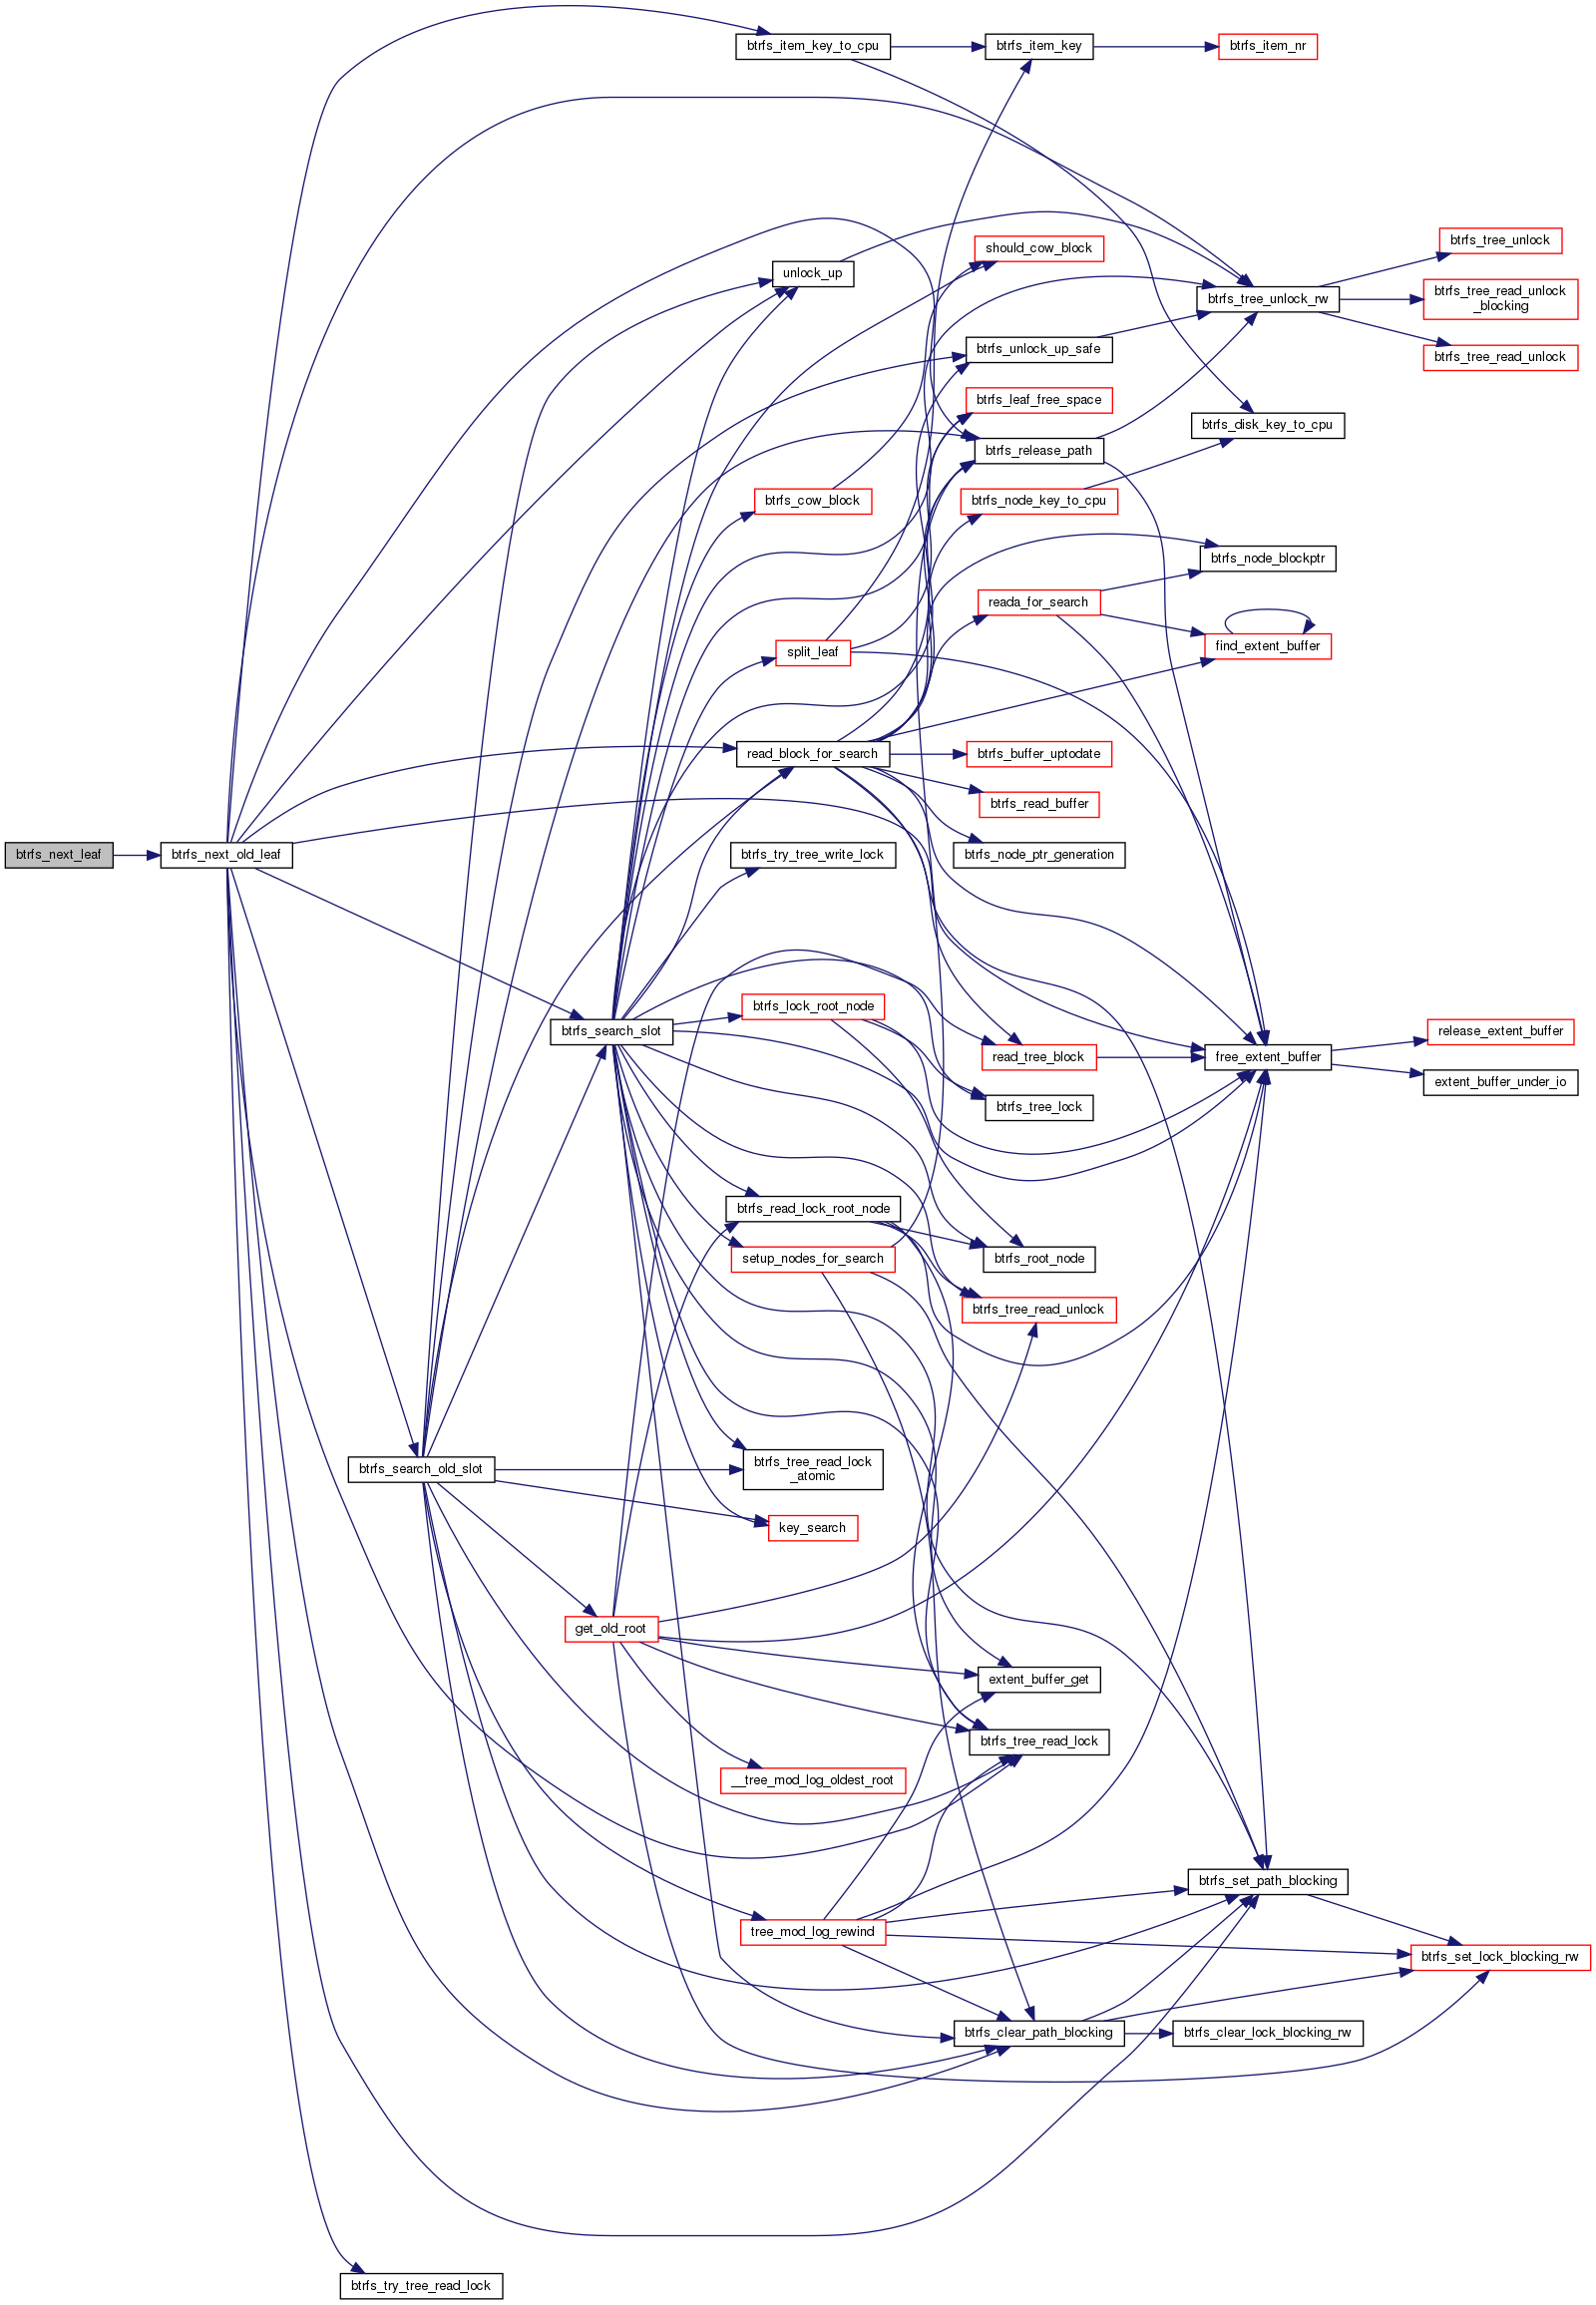 btrfs_item_key_to_cpu
btrfs_item_key
btrfs_item_nr
should_cow_block
btrfs_tree_unlock
unlock_up
btrfs_tree_unlock_rw
btrfs_tree_read_unlock
_blocking
btrfs_unlock_up_safe
btrfs_tree_read_unlock
btrfs_leaf_free_space
btrfs_disk_key_to_cpu
btrfs_release_path
btrfs_cow_block
btrfs_node_key_to_cpu
btrfs_node_blockptr
reada_for_search
find_extent_buffer
split_leaf
read_block_for_search
btrfs_buffer_uptodate
btrfs_read_buffer
btrfs_next_leaf
btrfs_next_old_leaf
btrfs_try_tree_write_lock
btrfs_node_ptr_generation
btrfs_lock_root_node
btrfs_search_slot
read_tree_block
free_extent_buffer
release_extent_buffer
extent_buffer_under_io
btrfs_tree_lock
btrfs_read_lock_root_node
setup_nodes_for_search
btrfs_root_node
btrfs_tree_read_unlock
btrfs_search_old_slot
btrfs_tree_read_lock
_atomic
key_search
get_old_root
extent_buffer_get
btrfs_tree_read_lock
__tree_mod_log_oldest_root
btrfs_set_path_blocking
tree_mod_log_rewind
btrfs_set_lock_blocking_rw
btrfs_clear_path_blocking
btrfs_clear_lock_blocking_rw
btrfs_try_tree_read_lock